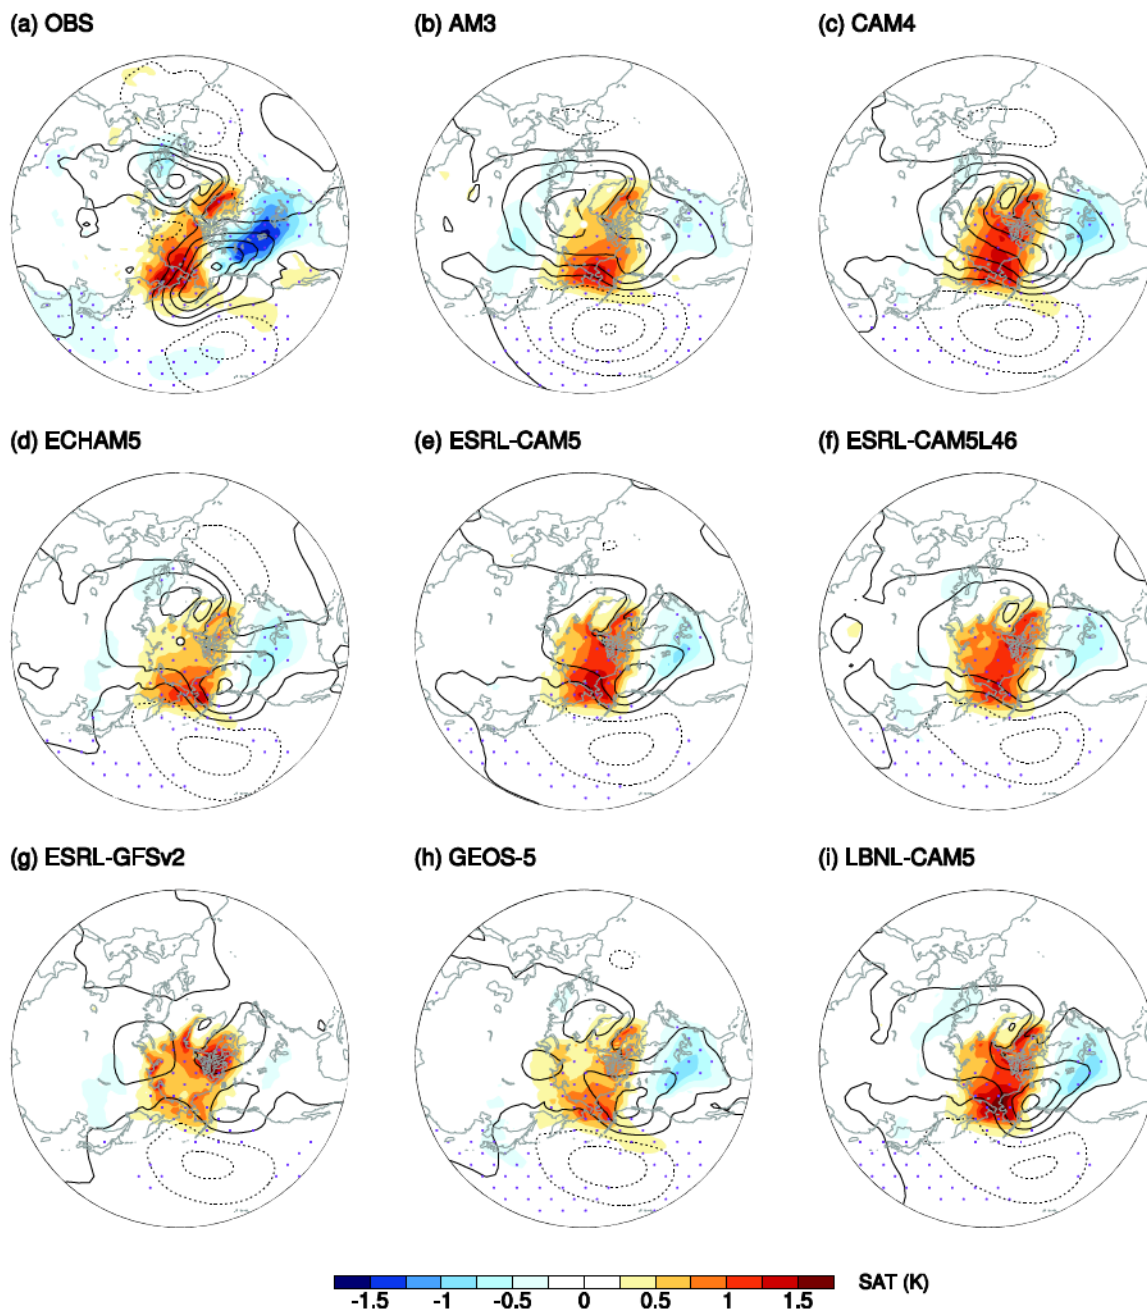 (a) OBS
(b) AM3
(c) CAM4
(d) ECHAM5
(e) ESRL-CAM5
(f) ESRL-CAM5L46
(g) ESRL-GFSv2
(h) GEOS-5
(i) LBNL-CAM5
-1.5 -1 -0.5 0 0.5 1 1.5 SAT (K)